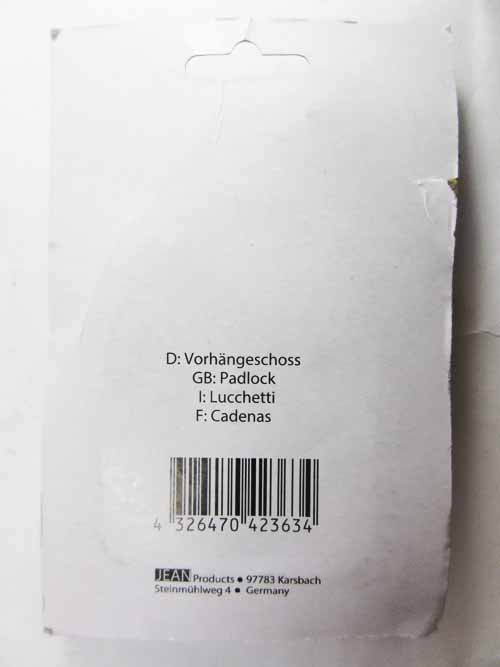 D: Vorhängeschoss
GB: Padlock
I: Lucchetti
F: Cadenas
4 326470 423634
JEAN Products • 97783 Karsbach
Steinmühlweg 4 • Germany